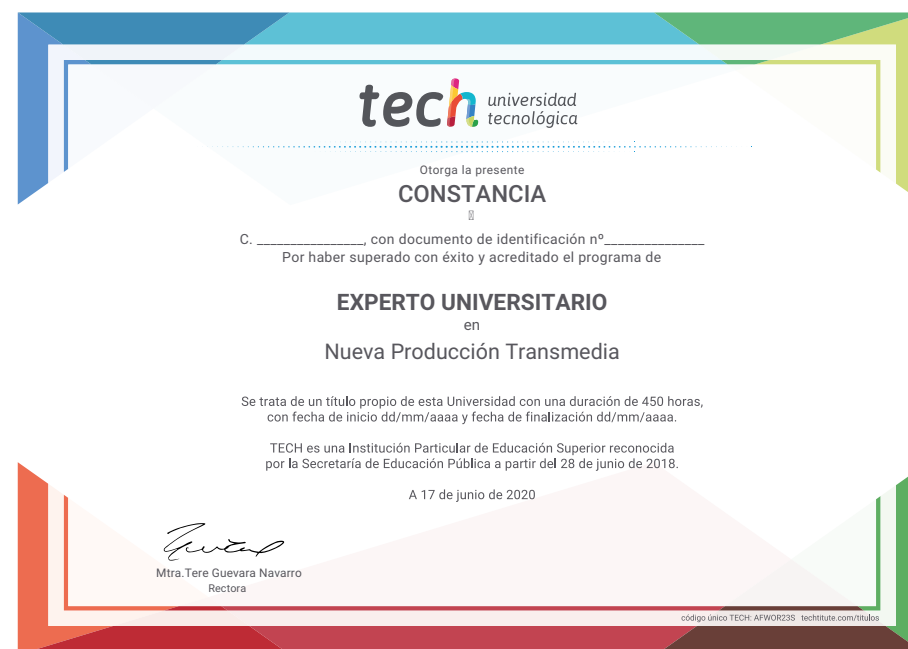 tech universidad
tecnológica
Otorga la presente
CONSTANCIA
C. ________________, con documento de identificación nº_______________
Por haber superado con éxito y acreditado el programa de
EXPERTO UNIVERSITARIO
en
Nueva Producción Transmedia
Se trata de un título propio de esta Universidad con una duración de 450 horas,
con fecha de inicio dd/mm/aaaa y fecha de finalización dd/mm/aaaa.
TECH es una Institución Particular de Educación Superior reconocida
por la Secretaría de Educación Pública a partir del 28 de junio de 2018.
A 17 de junio de 2020
Mtra.Tere Guevara Navarro
Rectora
código único TECH: AFWOR23S techtitute.com/titulos